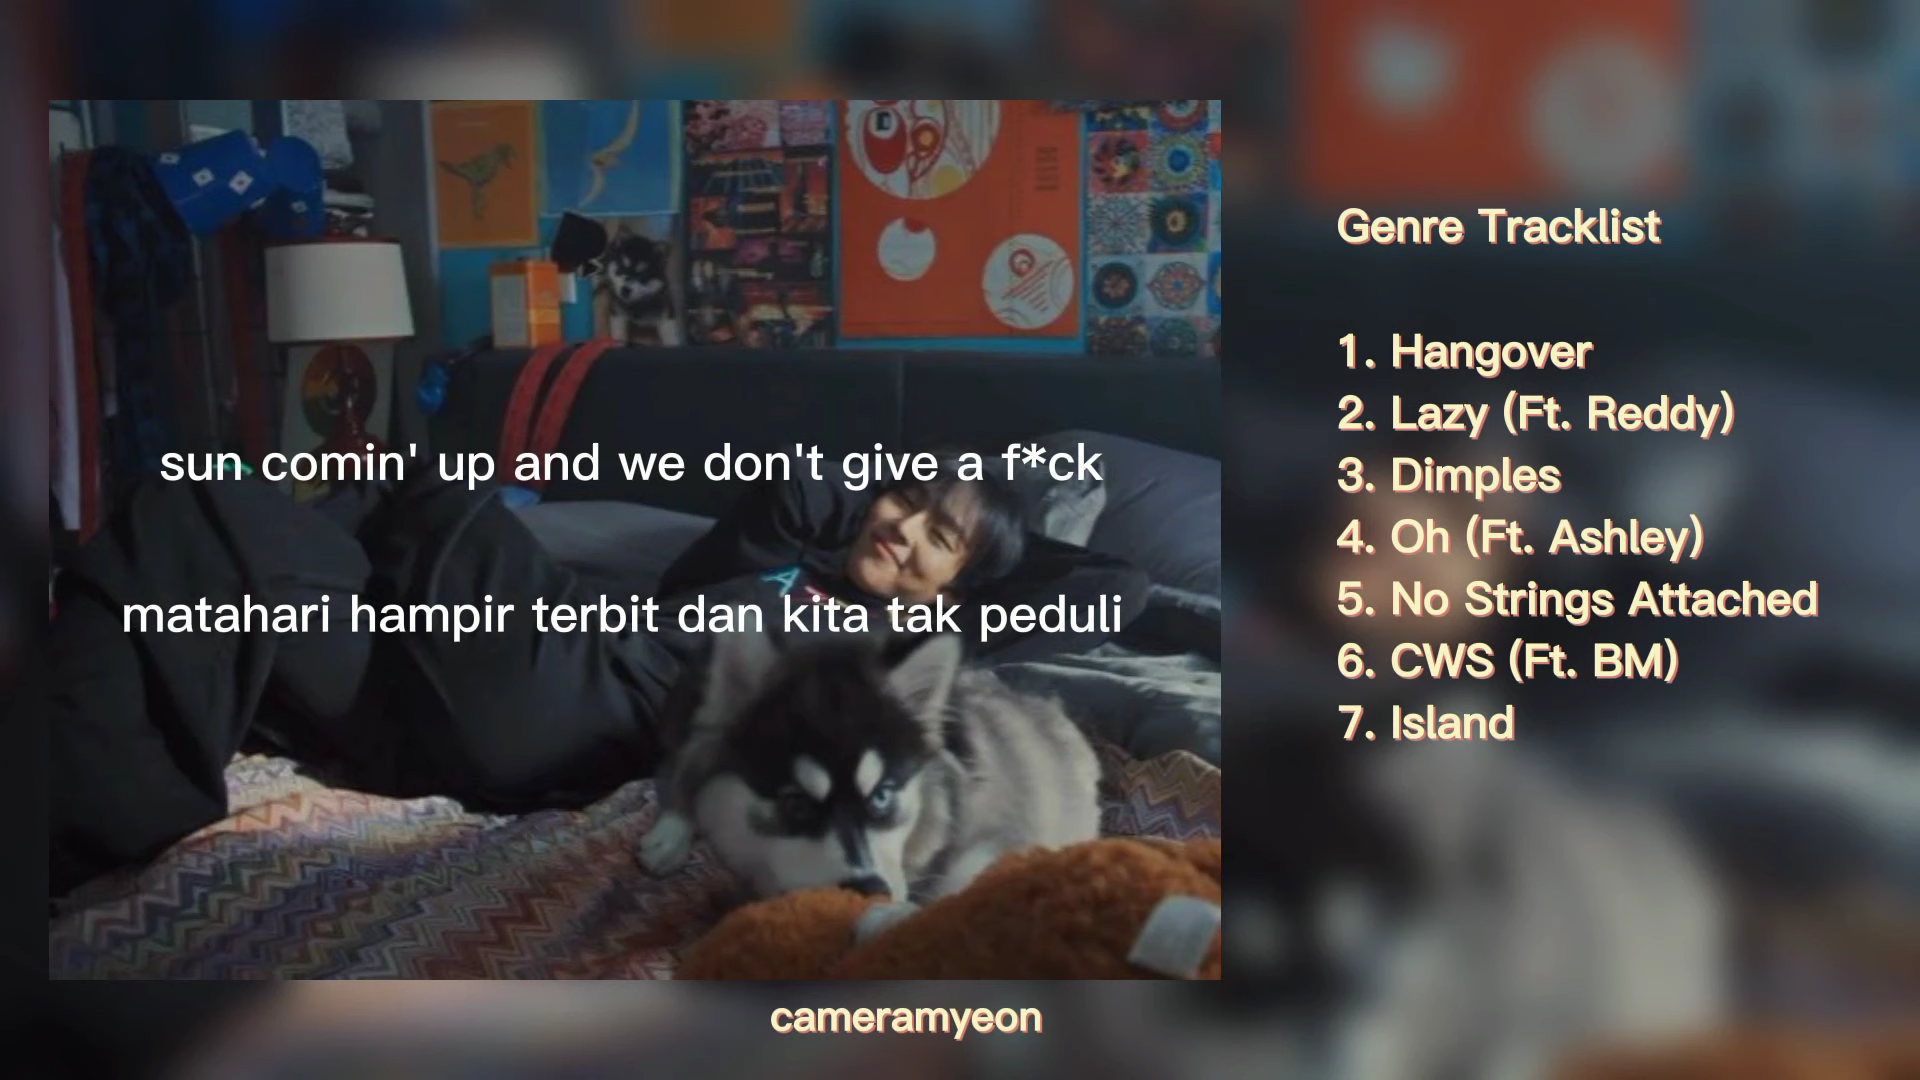 sun comin' up and we don't give a f*ck
matahari hampir terbit dan kita tak peduli
Genre Tracklist
1. Hangover
2. Lazy (Ft. Reddy)
3. Dimples
4. Oh (Ft. Ashley)
5. No Strings Attached
6. CWS (Ft. BM)
7. Island
cameramyeon